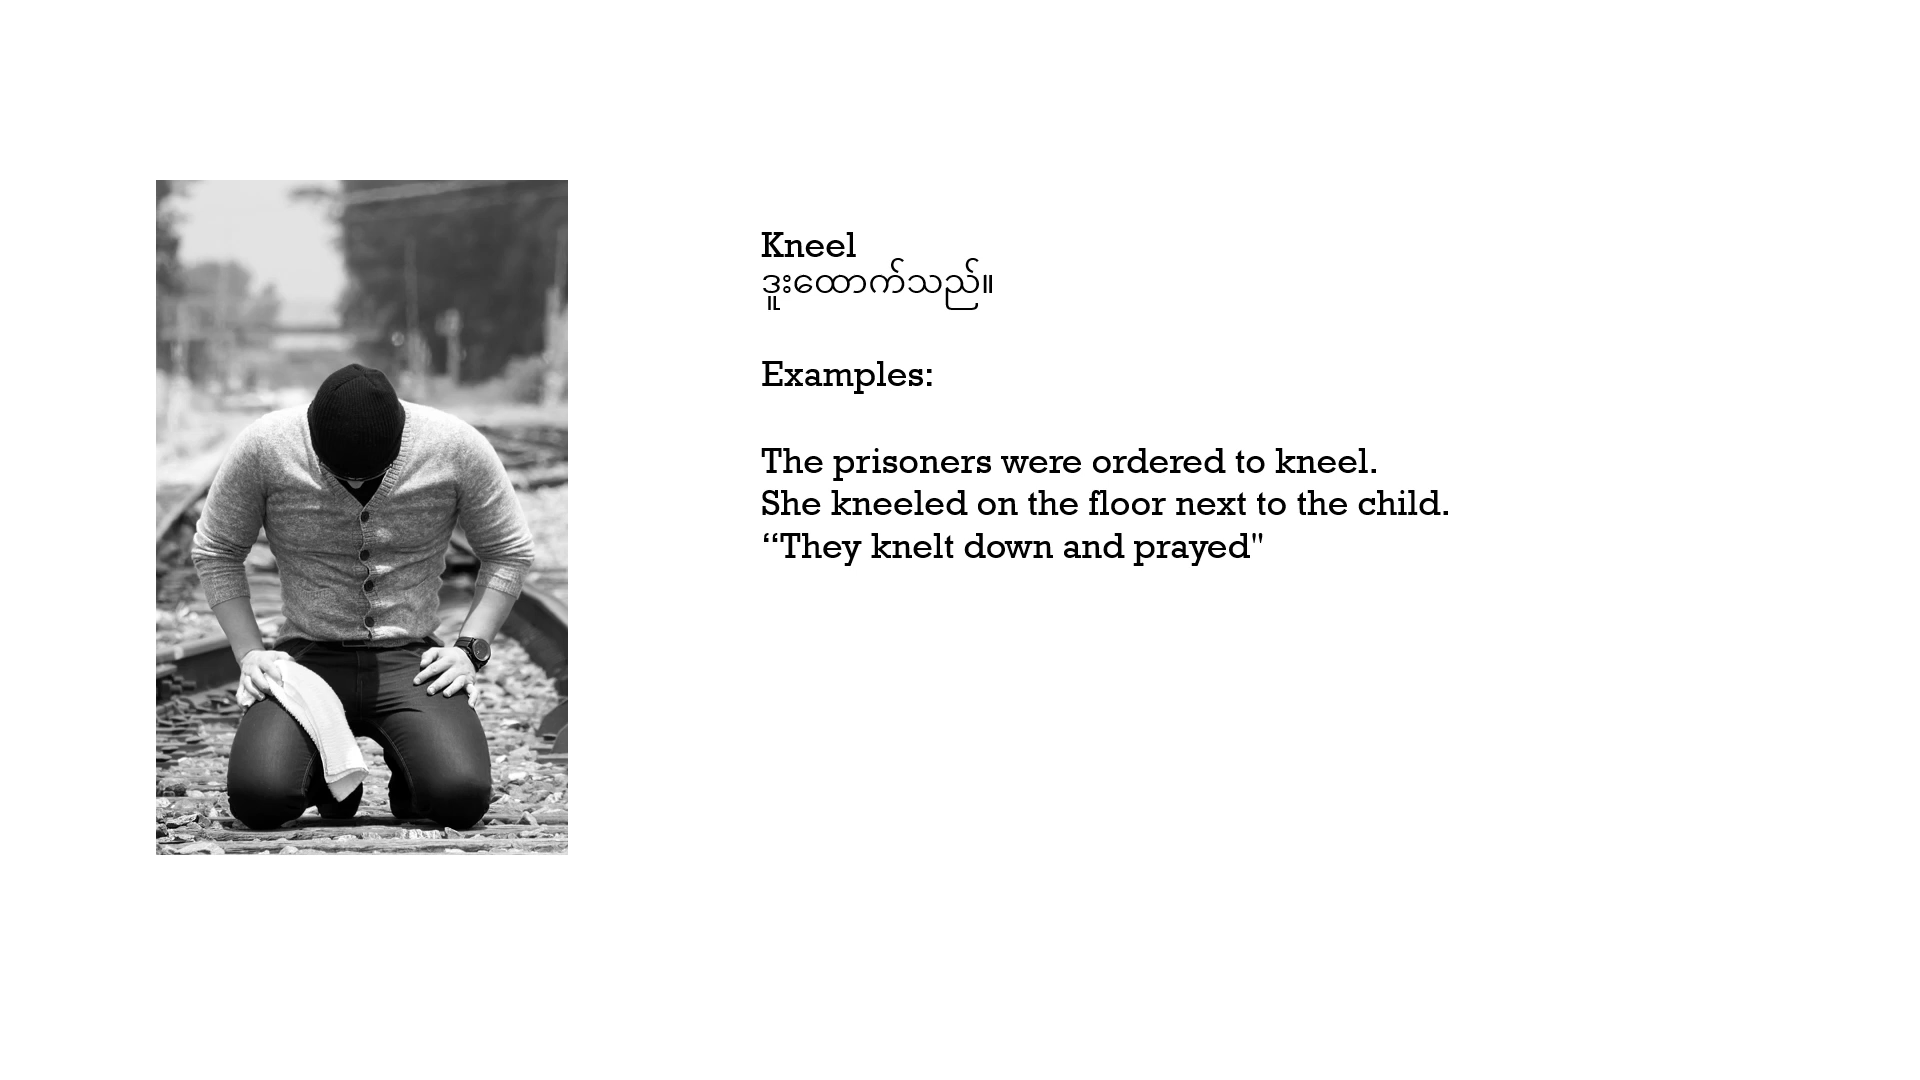 Kneel
ဒူးထောက်သည်။
Examples:
The prisoners were ordered to kneel.
She kneeled on the floor next to the child.
“They knelt down and prayed"